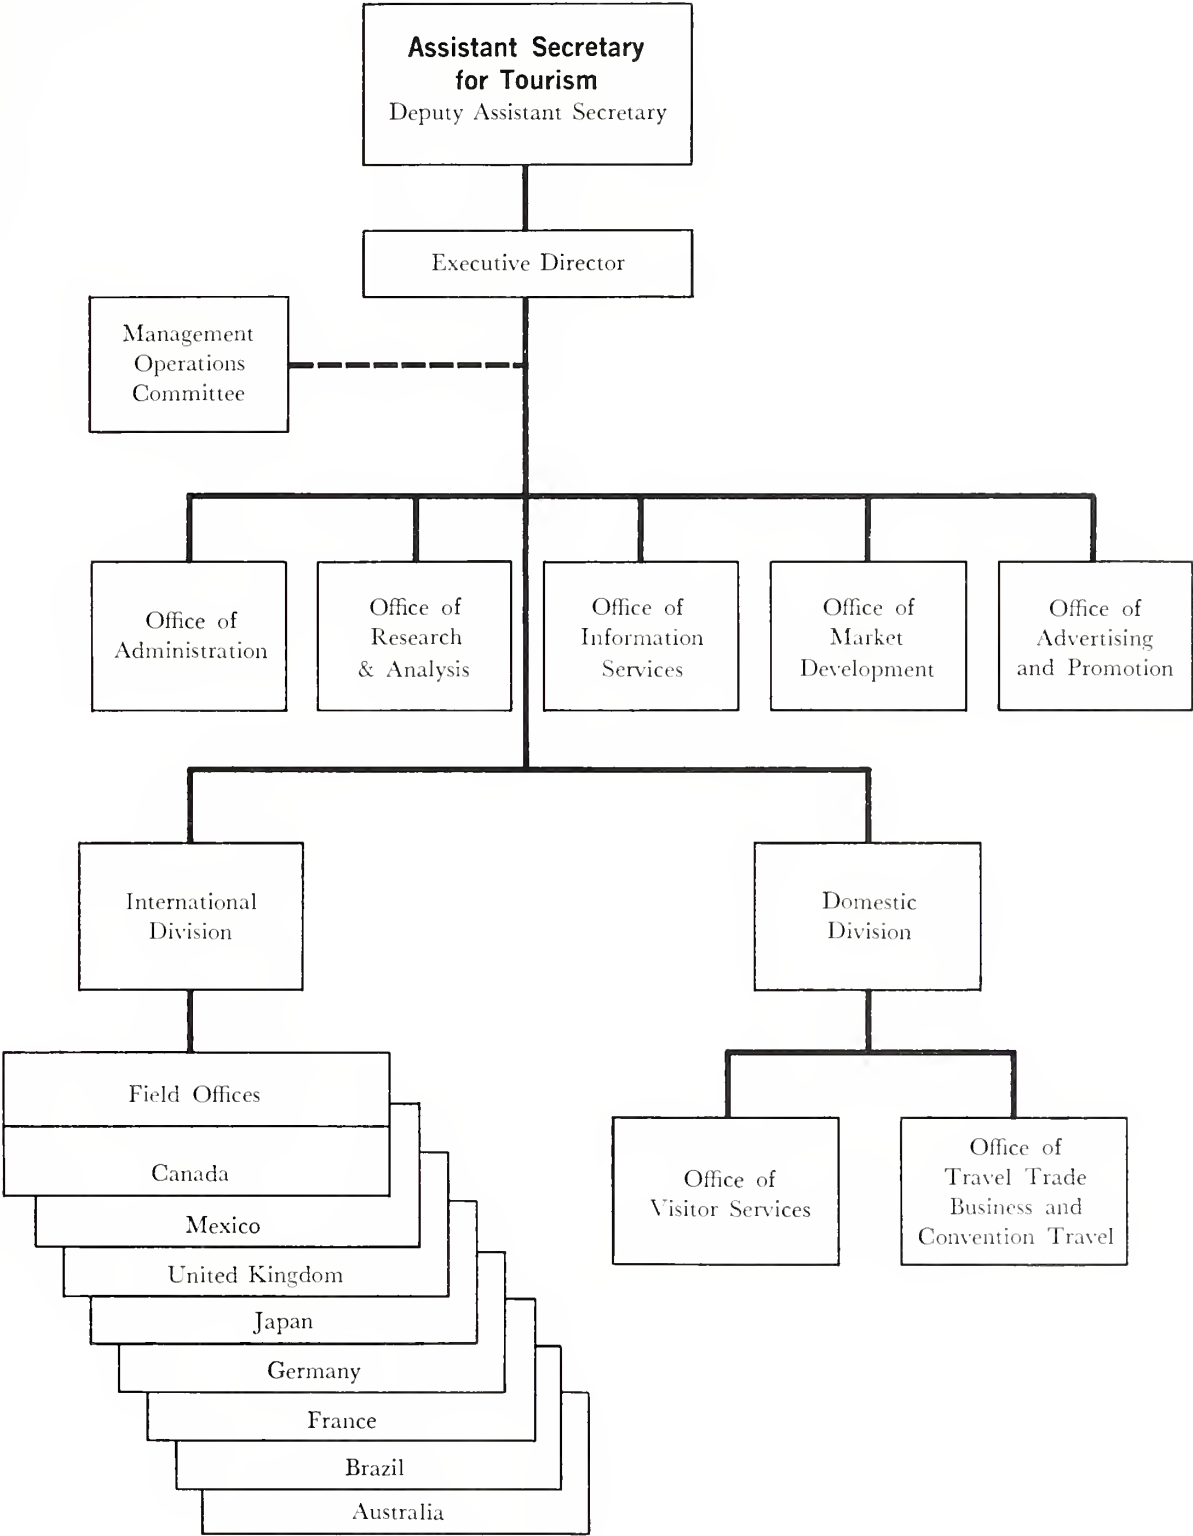 Assistant Secretary
for Tourism
Deputy Assistant Secretary
Executive Director
Management
Operations
Committee
Office of
Administration
Office of
Research
& Analysis
Office of
Information
Services
Office of
Market
Development
Office of
Advertising
and Promotion
International
Division
Domestic
Division
Field Offices
Canada
Mexico
United Kingdom
Japan
Germany
France
Brazil
Australia
Office of
Visitor Services
Office of
Travel Trade
Business and
Convention Travel